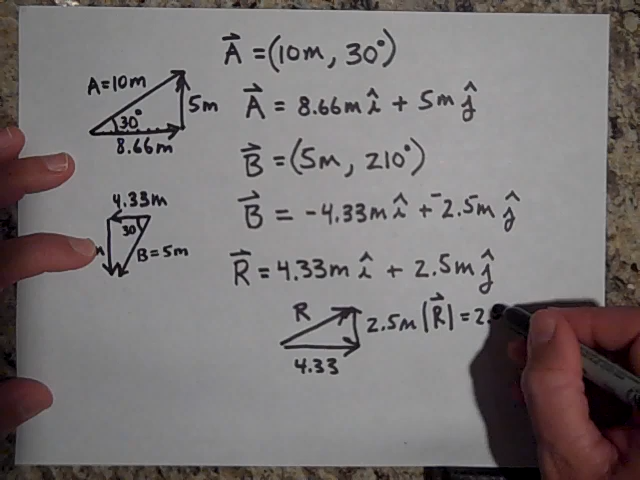 A⃗ = (10m, 30°)
A=10m
5m
30°
8.66m
A⃗ = 8.66m î + 5m ĵ
B⃗ = (5m, 210°)
4.33m
30
B=5m
B⃗ = -4.33m î + -2.5m ĵ
R⃗ = 4.33m î + 2.5m ĵ
R
2.5m |R⃗| = 2.
4.33